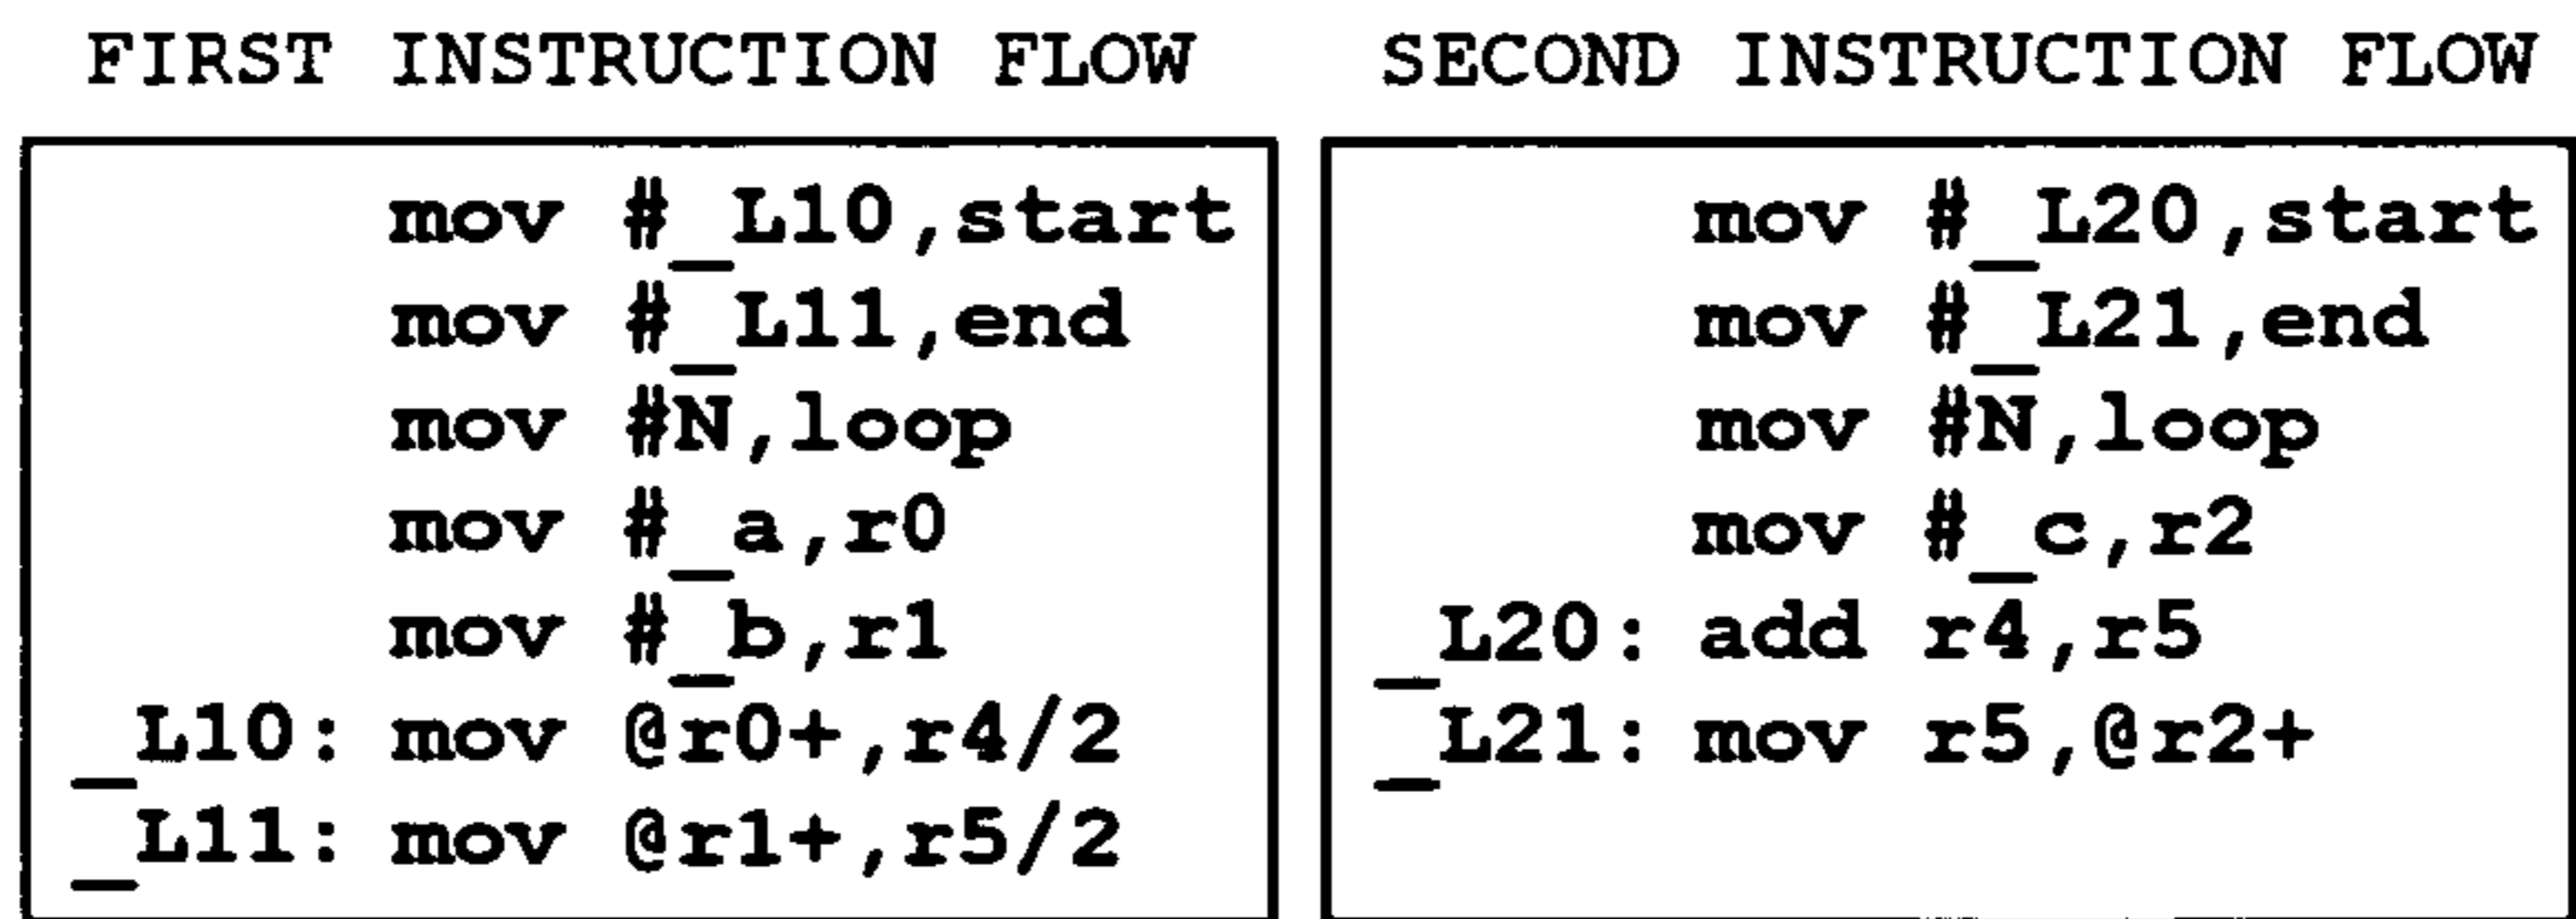 FIRST INSTRUCTION FLOW
mov #_L10,start
mov #_L11,end
mov #N,loop
mov #_a,r0
mov #_b,r1
_L10: mov @r0+,r4/2
_L11: mov @r1+,r5/2
SECOND INSTRUCTION FLOW
mov #_L20,start
mov #_L21,end
mov #N,loop
mov #_c,r2
_L20: add r4,r5
_L21: mov r5,@r2+